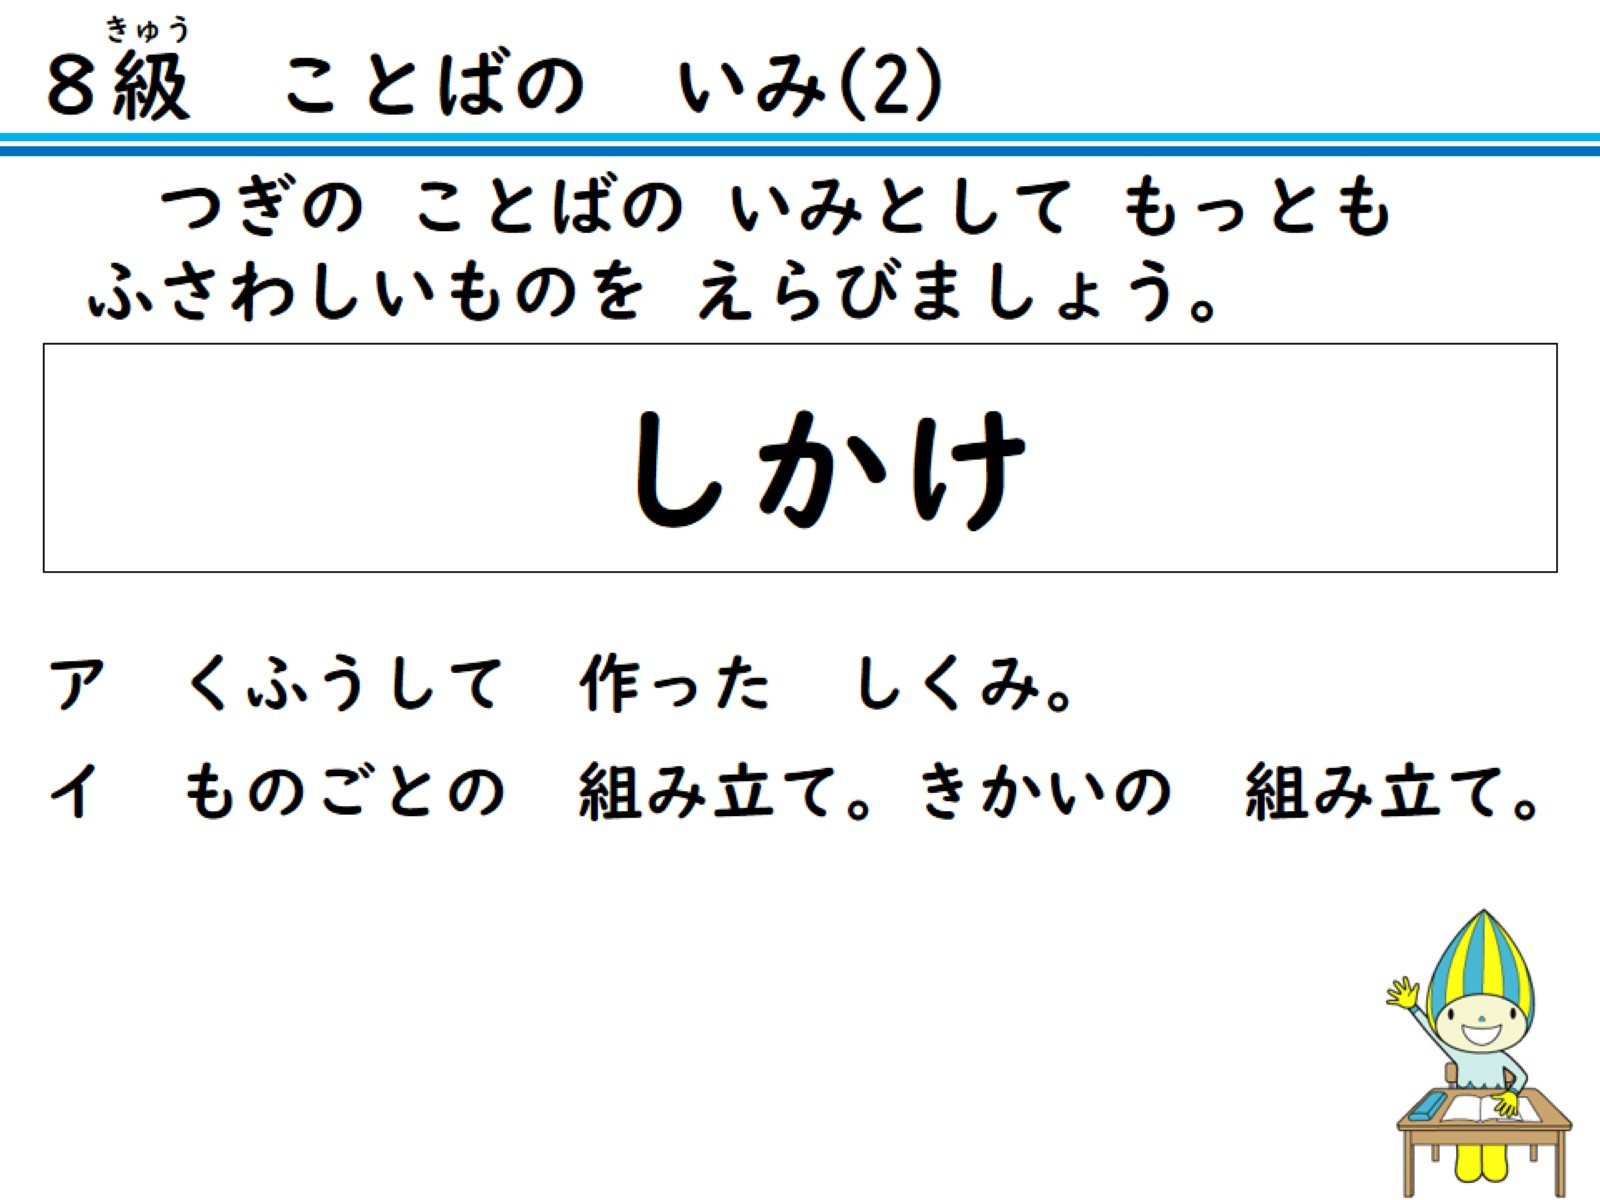 きゅう
８級　ことばの　いみ(2)
つぎの ことばの いみとして もっとも
ふさわしいものを えらびましょう。
しかけ
ア　くふうして　作った　しくみ。
イ　ものごとの　組み立て。きかいの　組み立て。